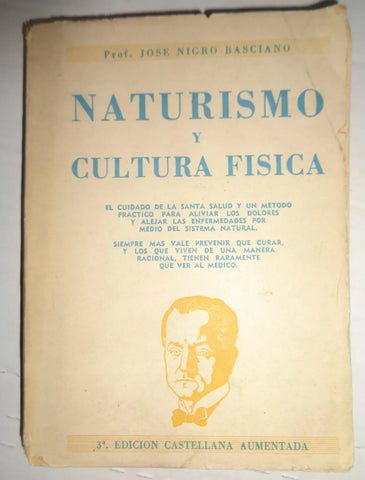 Prof. JOSE NIGRO BASCIANO
NATURISMO
Y
CULTURA FISICA
EL CUIDADO DE LA SANTA SALUD Y UN METODO
PRACTICO PARA ALIVIAR LOS DOLORES
Y ALEJAR LAS ENFERMEDADES POR
MEDIO DEL SISTEMA NATURAL.
SIEMPRE MAS VALE PREVENIR QUE CURAR,
Y LOS QUE VIVEN DE UNA MANERA
RACIONAL, TIENEN RARAMENTE
QUE VER AL MEDICO.
3ª. EDICION CASTELLANA AUMENTADA